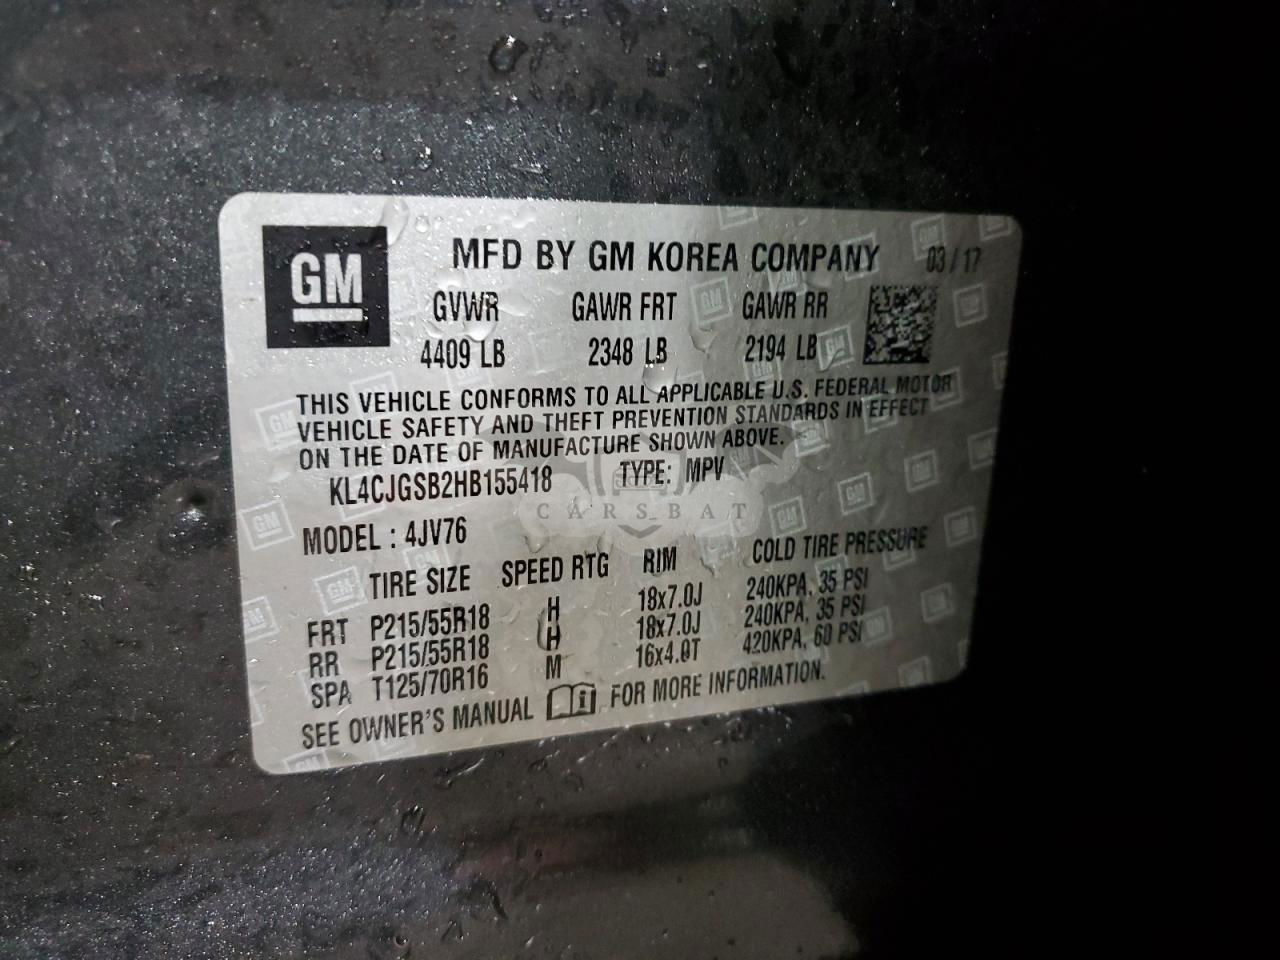 GM
MFD BY GM KOREA COMPANY 03/17
GVWR GAWR FRT GAWR RR
4409 LB 2348 LB 2194 LB
THIS VEHICLE CONFORMS TO ALL APPLICABLE U.S. FEDERAL MOTOR
VEHICLE SAFETY AND THEFT PREVENTION STANDARDS IN EFFECT
ON THE DATE OF MANUFACTURE SHOWN ABOVE.
KL4CJGSB2HB155418 TYPE: MPV
CARSBAT
MODEL : 4JV76
TIRE SIZE SPEED RTG RIM COLD TIRE PRESSURE
FRT P215/55R18 H 18x7.0J 240KPA, 35 PSI
RR P215/55R18 H 18x7.0J 240KPA, 35 PSI
SPA T125/70R16 M 16x4.0T 420KPA, 60 PSI
SEE OWNER'S MANUAL FOR MORE INFORMATION.